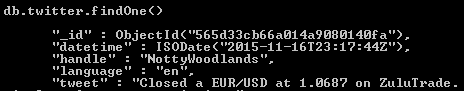 db.twitter.findOne()
"_id" : ObjectId("565d33cb66a014a9080140fa"),
"datetime" : ISODate("2015-11-16T23:17:44Z"),
"handle" : "NottyWoodlands",
"language" : "en",
"tweet" : "Closed a EUR/USD at 1.0687 on ZuluTrade.